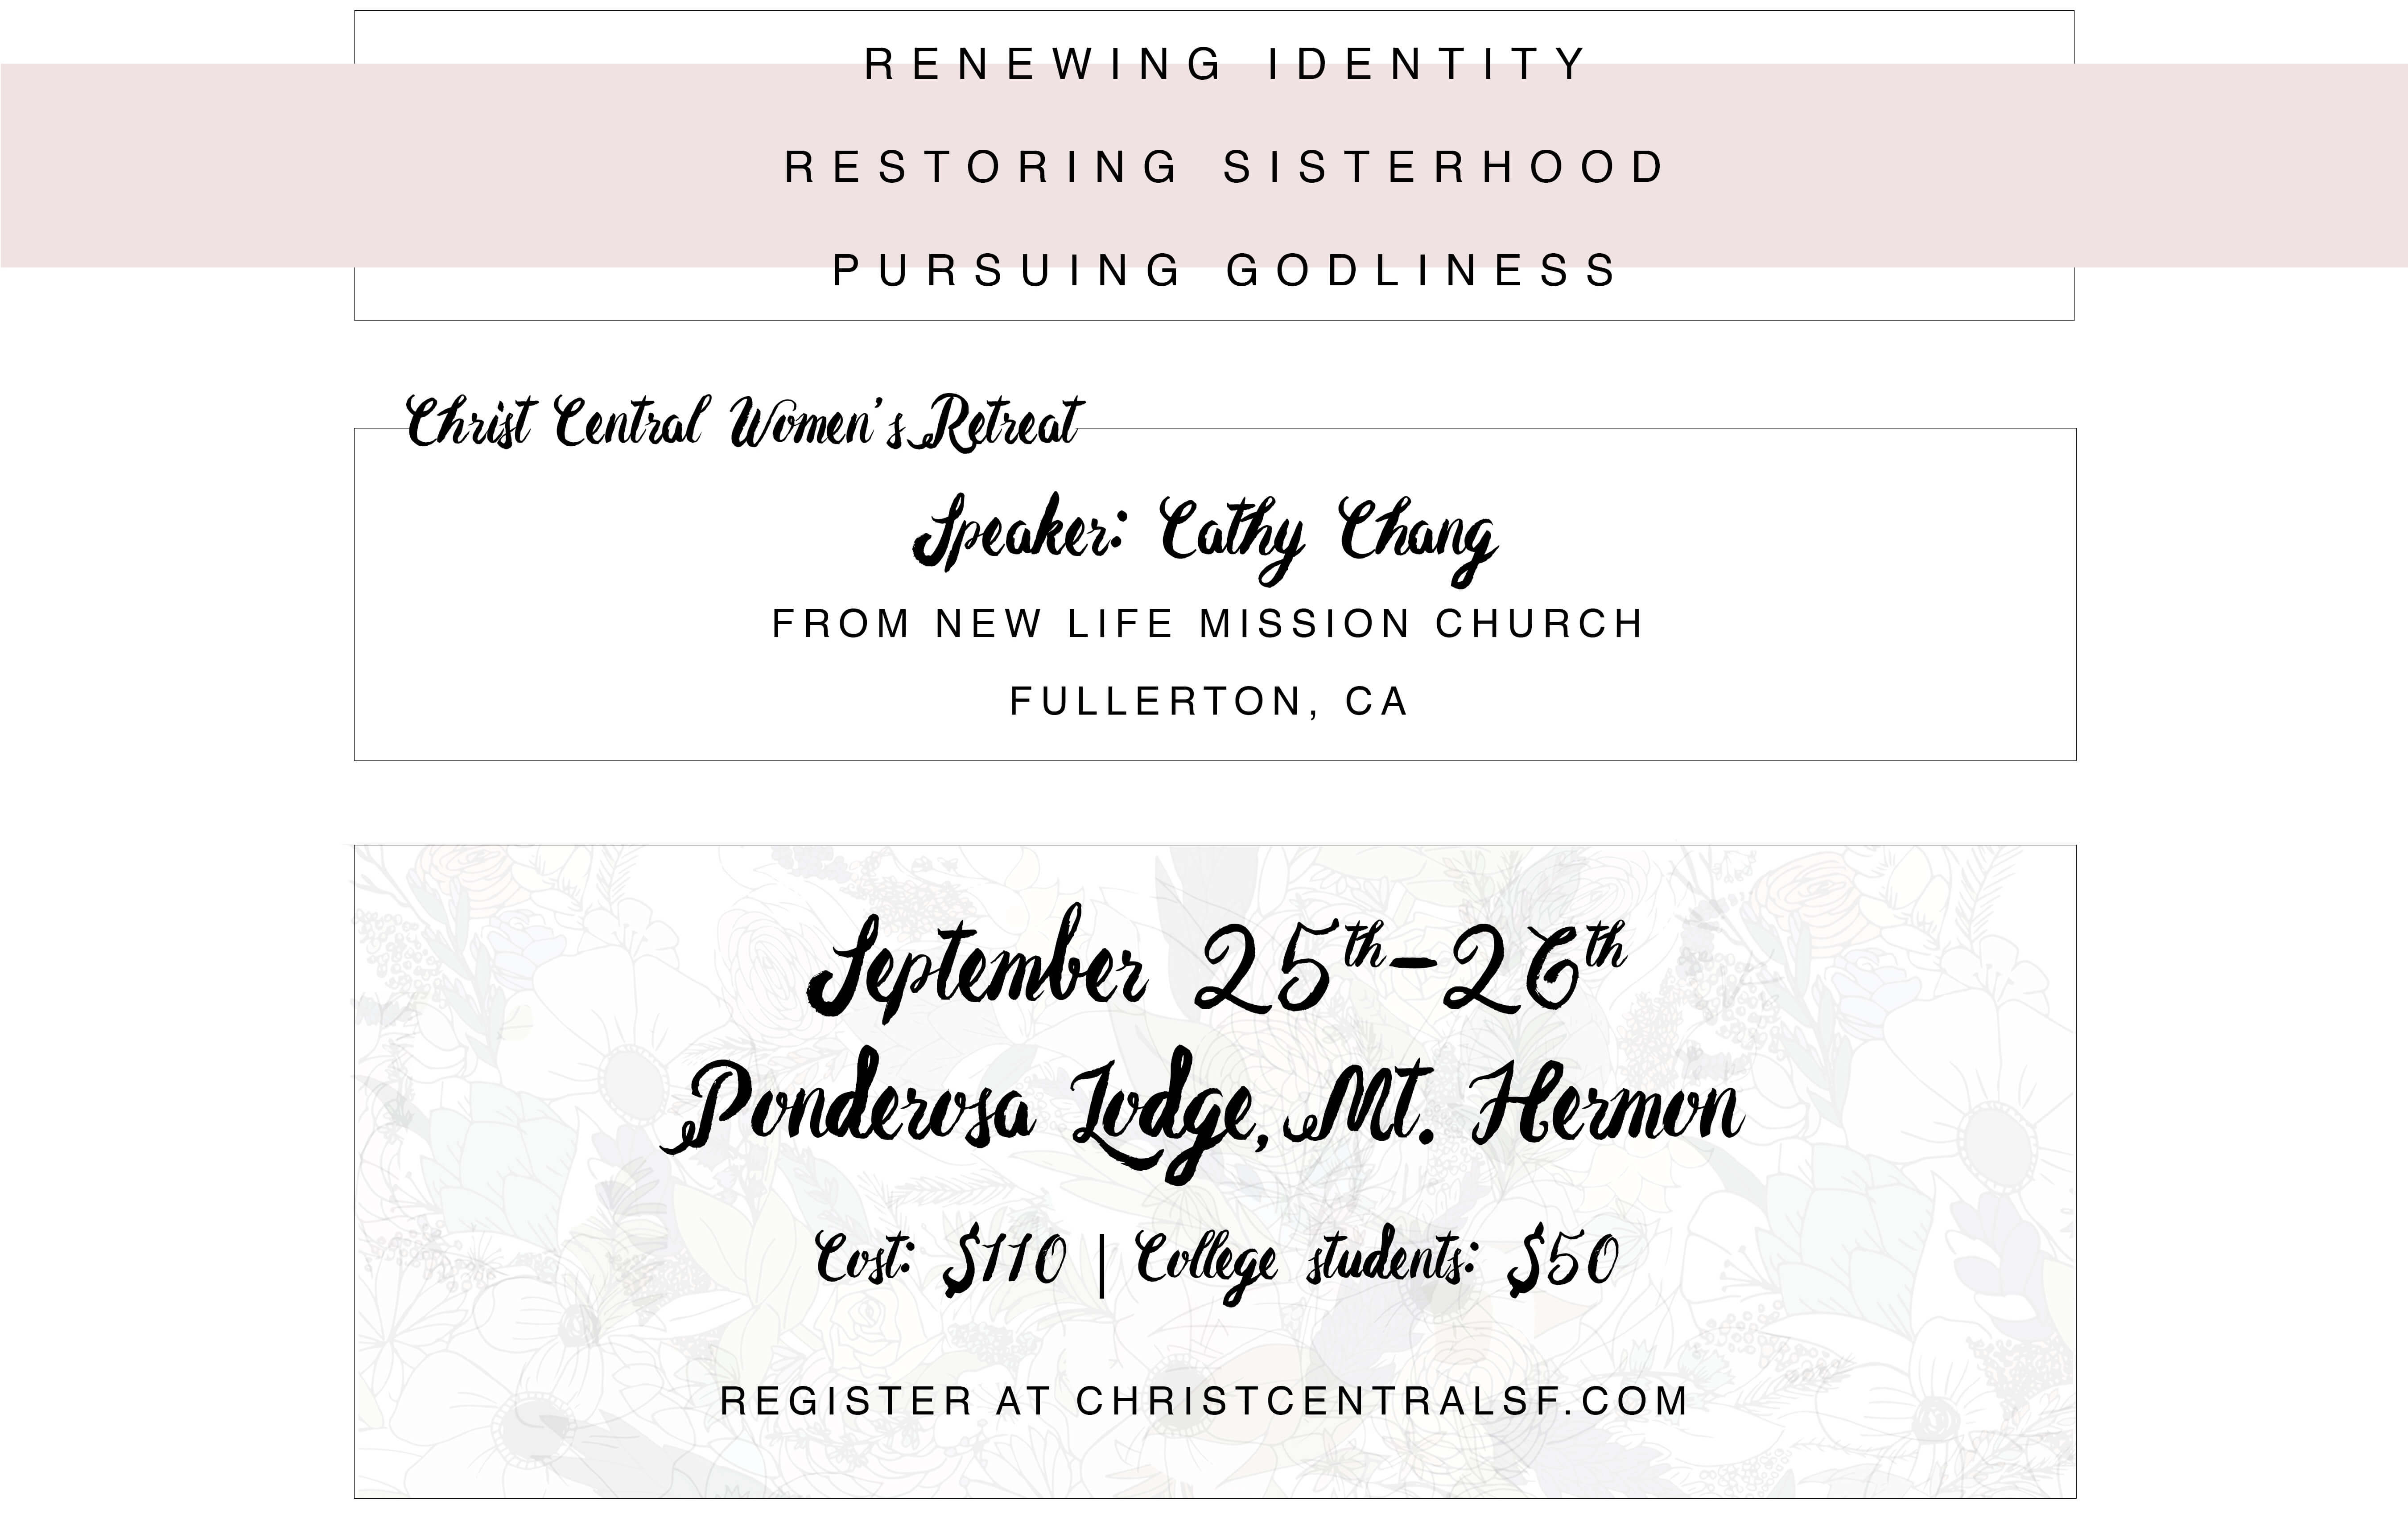 RENEWING IDENTITY
RESTORING SISTERHOOD
PURSUING GODLINESS
Christ Central Women's Retreat
Speaker: Cathy Chang
FROM NEW LIFE MISSION CHURCH
FULLERTON, CA
September 25th-26th
Ponderosa Lodge, Mt. Hermon
Cost: $110 | College students: $50
REGISTER AT CHRISTCENTRALSF.COM